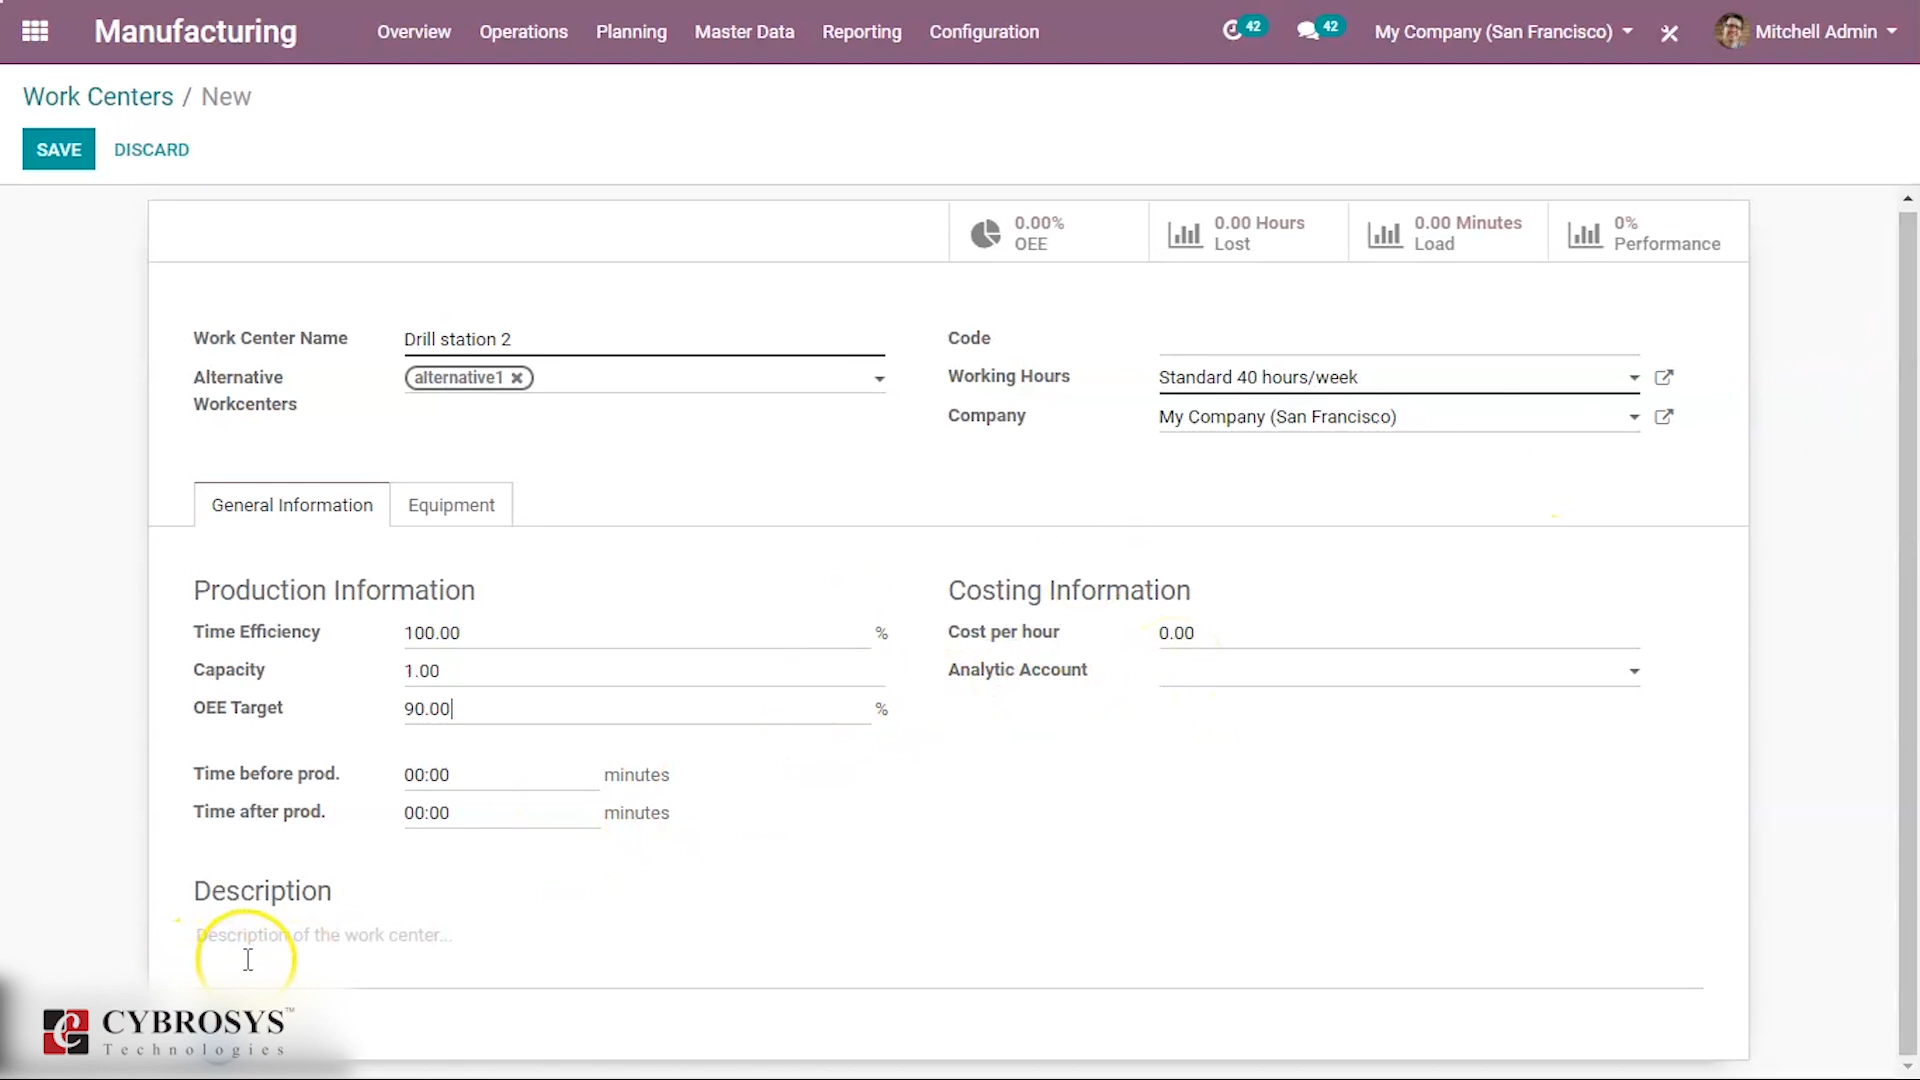 Manufacturing Overview Operations Planning Master Data Reporting Configuration 42 42 My Company (San Francisco) Mitchell Admin
Work Centers / New
SAVE DISCARD
0.00% 0.00 Hours 0.00 Minutes 0%
OEE Lost Load Performance
Work Center Name Drill station 2 Code
Alternative alternative1 Working Hours Standard 40 hours/week
Workcenters
Company My Company (San Francisco)
General Information Equipment
Production Information Costing Information
Time Efficiency 100.00 % Cost per hour 0.00
Capacity 1.00 Analytic Account
OEE Target 90.00 %
Time before prod. 00:00 minutes
Time after prod. 00:00 minutes
Description
Description of the work center...
CYBROSYS™
Technologies